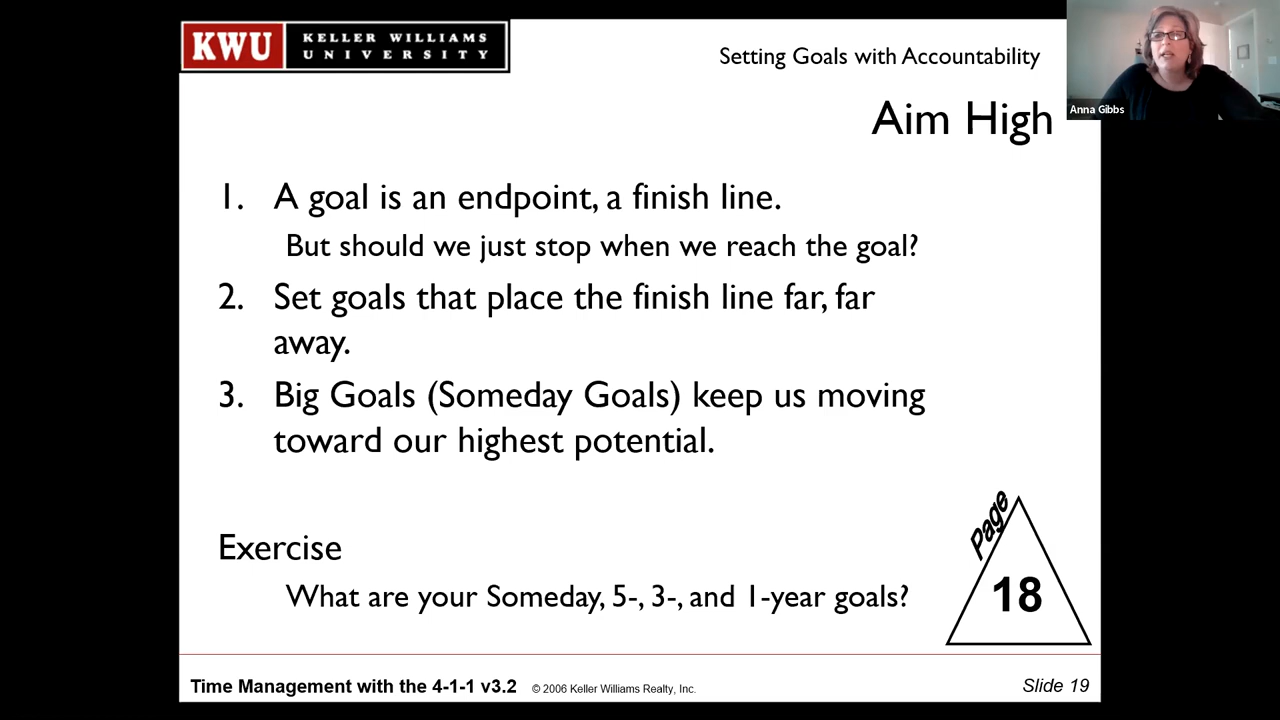 KWU KELLER WILLIAMS
UNIVERSITY
Setting Goals with Accountability
Anna Gibbs
Aim High
1. A goal is an endpoint, a finish line.
But should we just stop when we reach the goal?
2. Set goals that place the finish line far, far
away.
3. Big Goals (Someday Goals) keep us moving
toward our highest potential.
Exercise
What are your Someday, 5-, 3-, and 1-year goals?
Page
18
Time Management with the 4-1-1 v3.2 © 2006 Keller Williams Realty, Inc. Slide 19